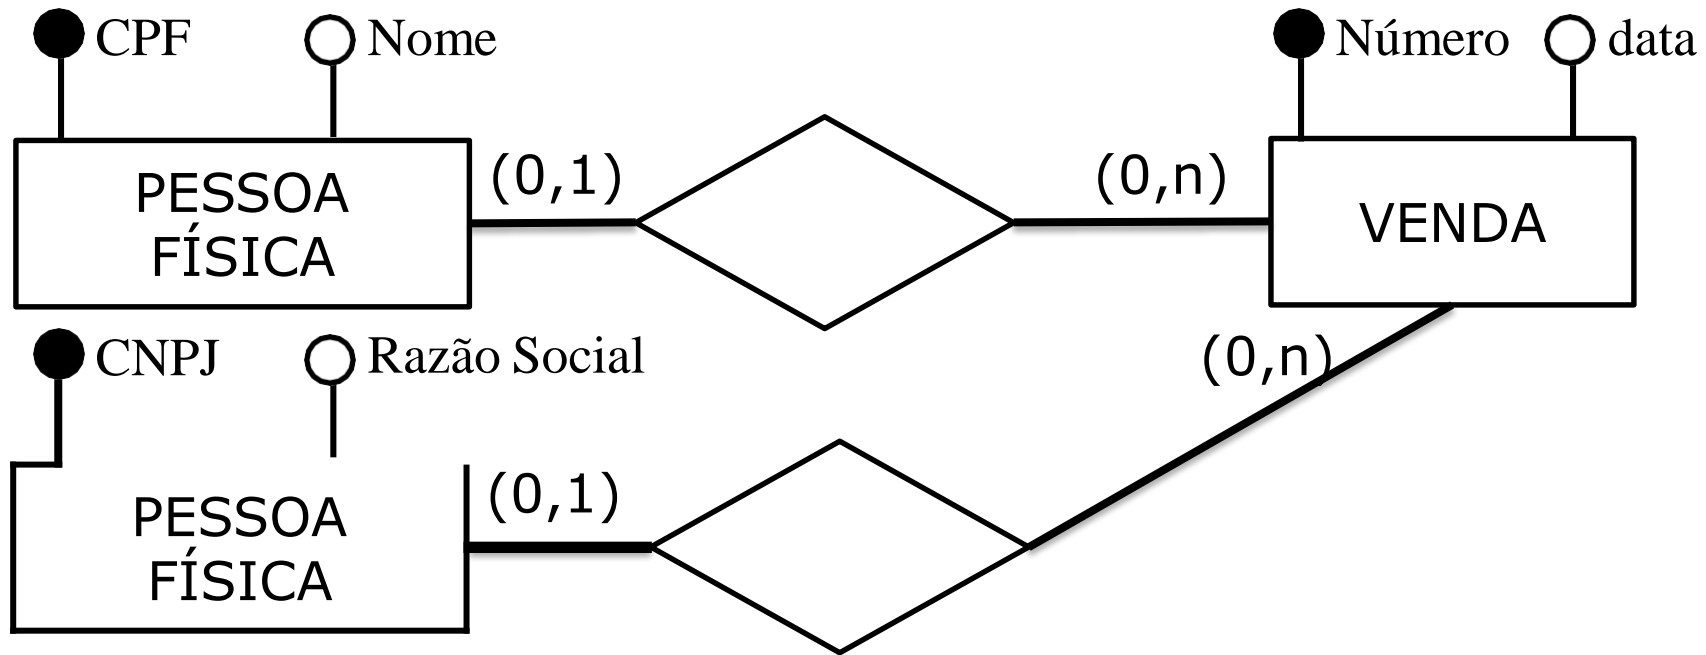 CPF
Nome
Número
data
PESSOA
FÍSICA
(0,1)
(0,n)
VENDA
CNPJ
Razão Social
(0,n)
PESSOA
FÍSICA
(0,1)